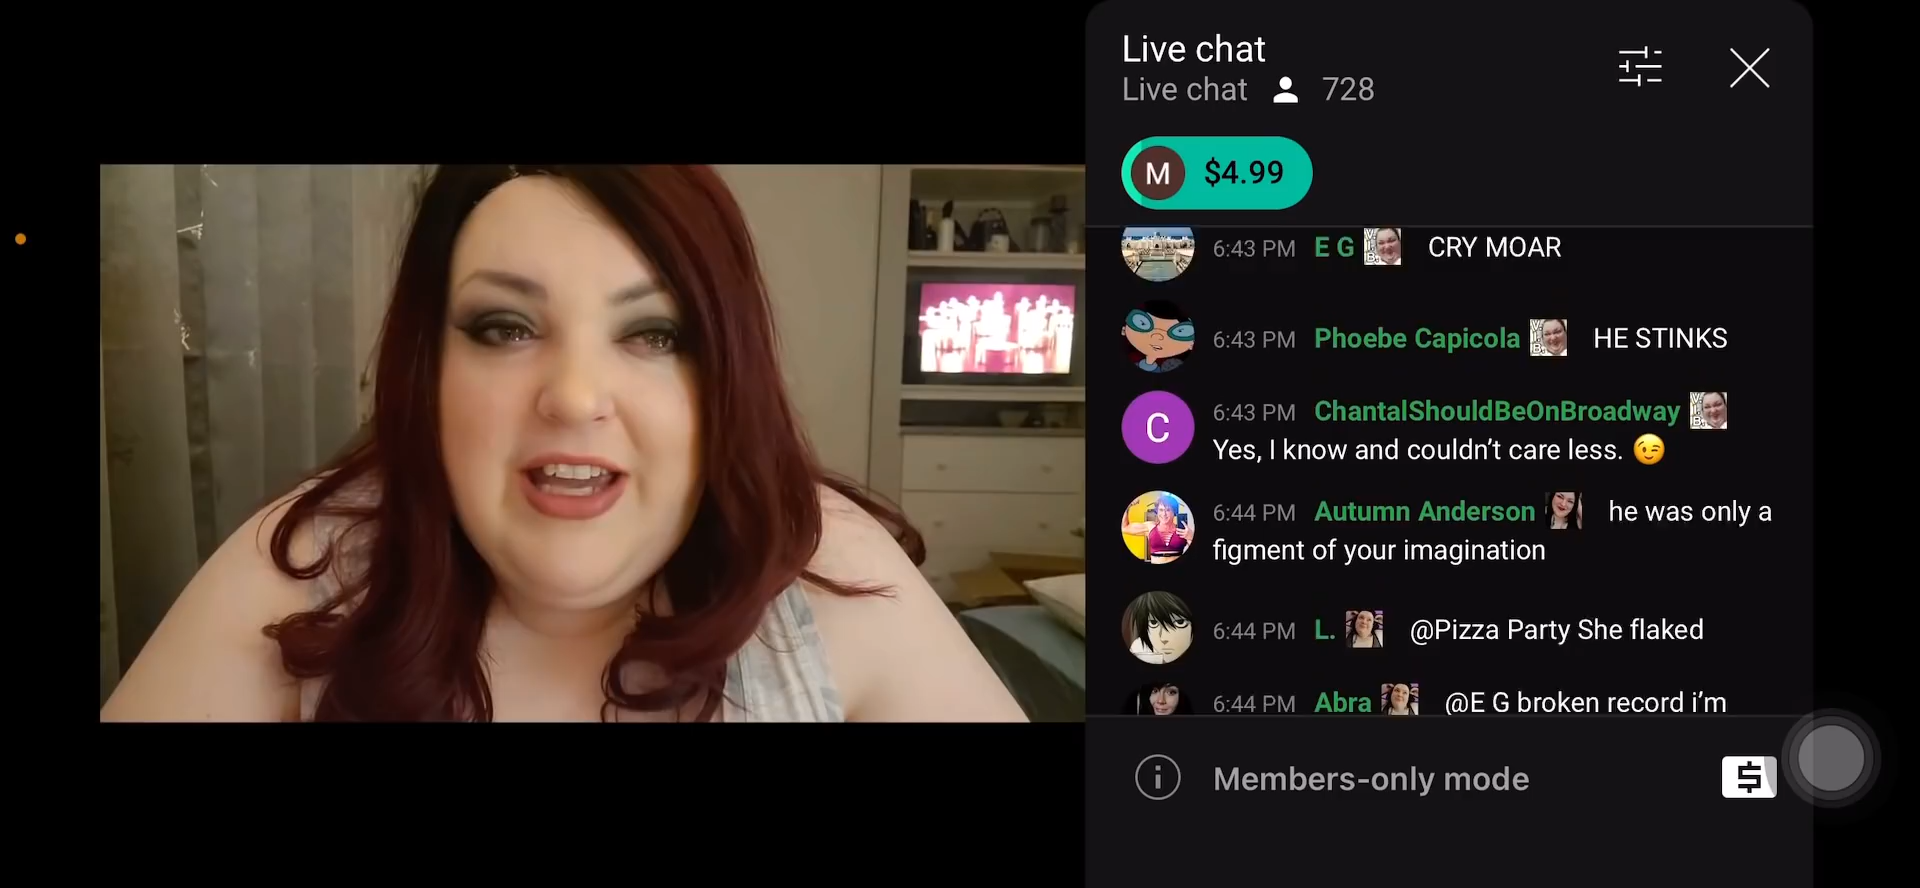 Live chat
Live chat 728
M $4.99
6:43 PM E G CRY MOAR
6:43 PM Phoebe Capicola HE STINKS
C 6:43 PM ChantalShouldBeOnBroadway
Yes, I know and couldn’t care less. 😉
6:44 PM Autumn Anderson he was only a
figment of your imagination
6:44 PM L. @Pizza Party She flaked
6:44 PM Abra @E G broken record i’m
Members-only mode